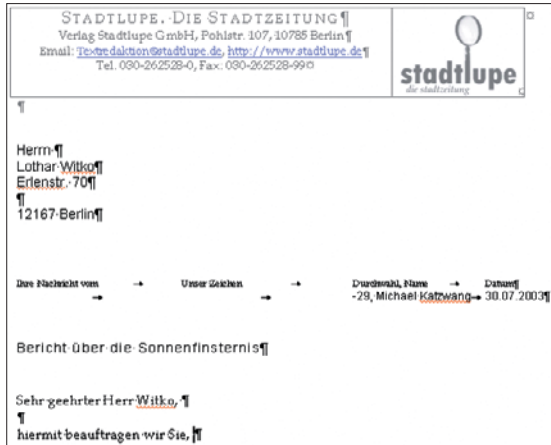 STADTLUPE. DIE STADTZEITUNG¶
Verlag Stadtlupe GmbH, Pohlstr. 107, 10785 Berlin¶
Email: Textredaktion@stadtlupe.de, http://www.stadtlupe.de¶
Tel. 030-262528-0, Fax: 030-262528-99¤
stadtlupe
die stadtzeitung
¶
Herrn·¶
Lothar·Witko¶
Erlenstr.·70¶
¶
12167·Berlin¶
Ihre Nachricht vom → Unser Zeichen → Durchwahl, Name → Datum¶
→ → -29, Michael Katzwang→ 30.07.2003¶
Bericht·über·die·Sonnenfinsternis¶
Sehr·geehrter·Herr·Witko,·¶
¶
hiermit·beauftragen·wir·Sie,·¶